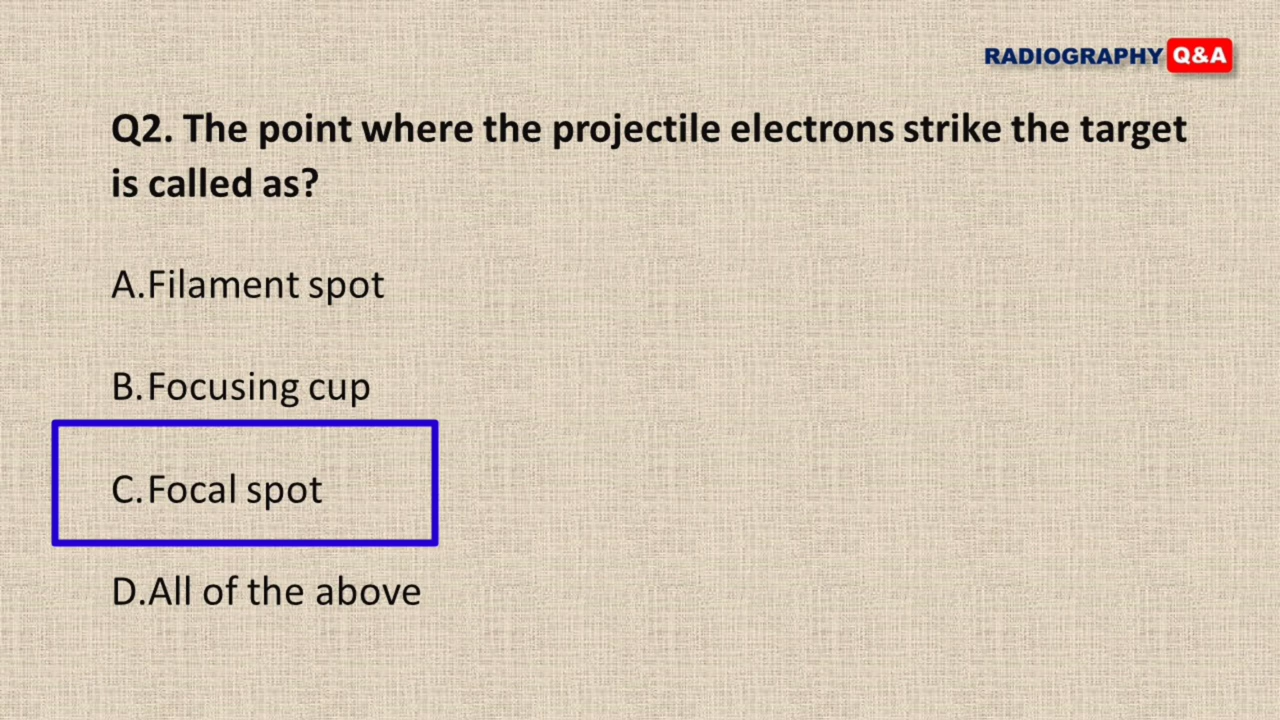 RADIOGRAPHY Q&A
Q2. The point where the projectile electrons strike the target
is called as?
A.Filament spot
B.Focusing cup
C.Focal spot
D.All of the above